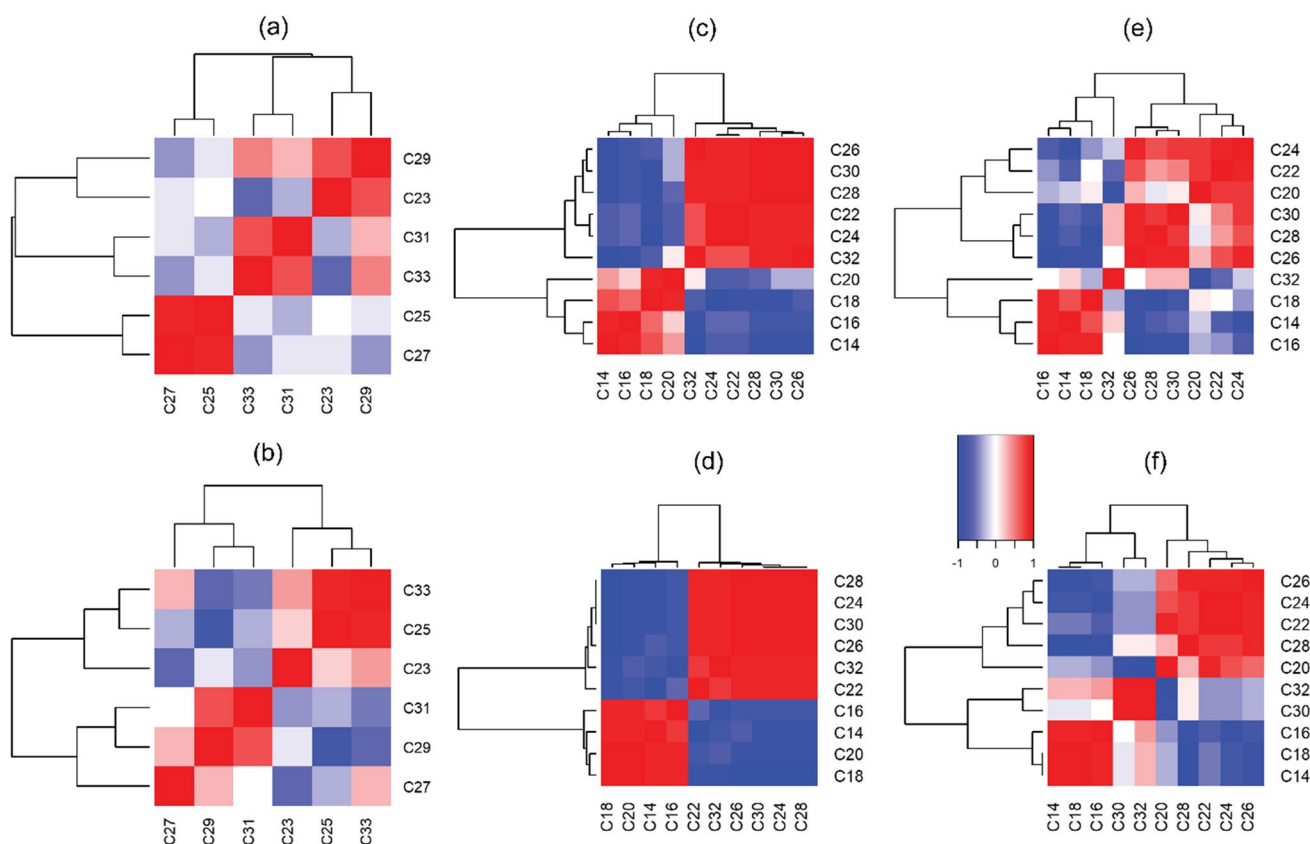 (a)
C29
C23
C31
C33
C25
C27
C27 C25 C33 C31 C23 C29
(c)
C26
C30
C28
C22
C24
C32
C20
C18
C16
C14
C14 C16 C18 C20 C32 C24 C22 C28 C30 C26
(e)
C24
C22
C20
C30
C28
C26
C32
C18
C14
C16
C16 C14 C18 C32 C26 C28 C30 C20 C22 C24
(b)
C33
C25
C23
C31
C29
C27
C27 C29 C31 C23 C25 C33
(d)
C28
C24
C30
C26
C32
C22
C16
C14
C20
C18
C18 C20 C14 C16 C22 C32 C26 C30 C24 C28
-1 0 1
(f)
C26
C24
C22
C28
C20
C32
C30
C16
C18
C14
C14 C18 C16 C30 C32 C20 C28 C22 C24 C26